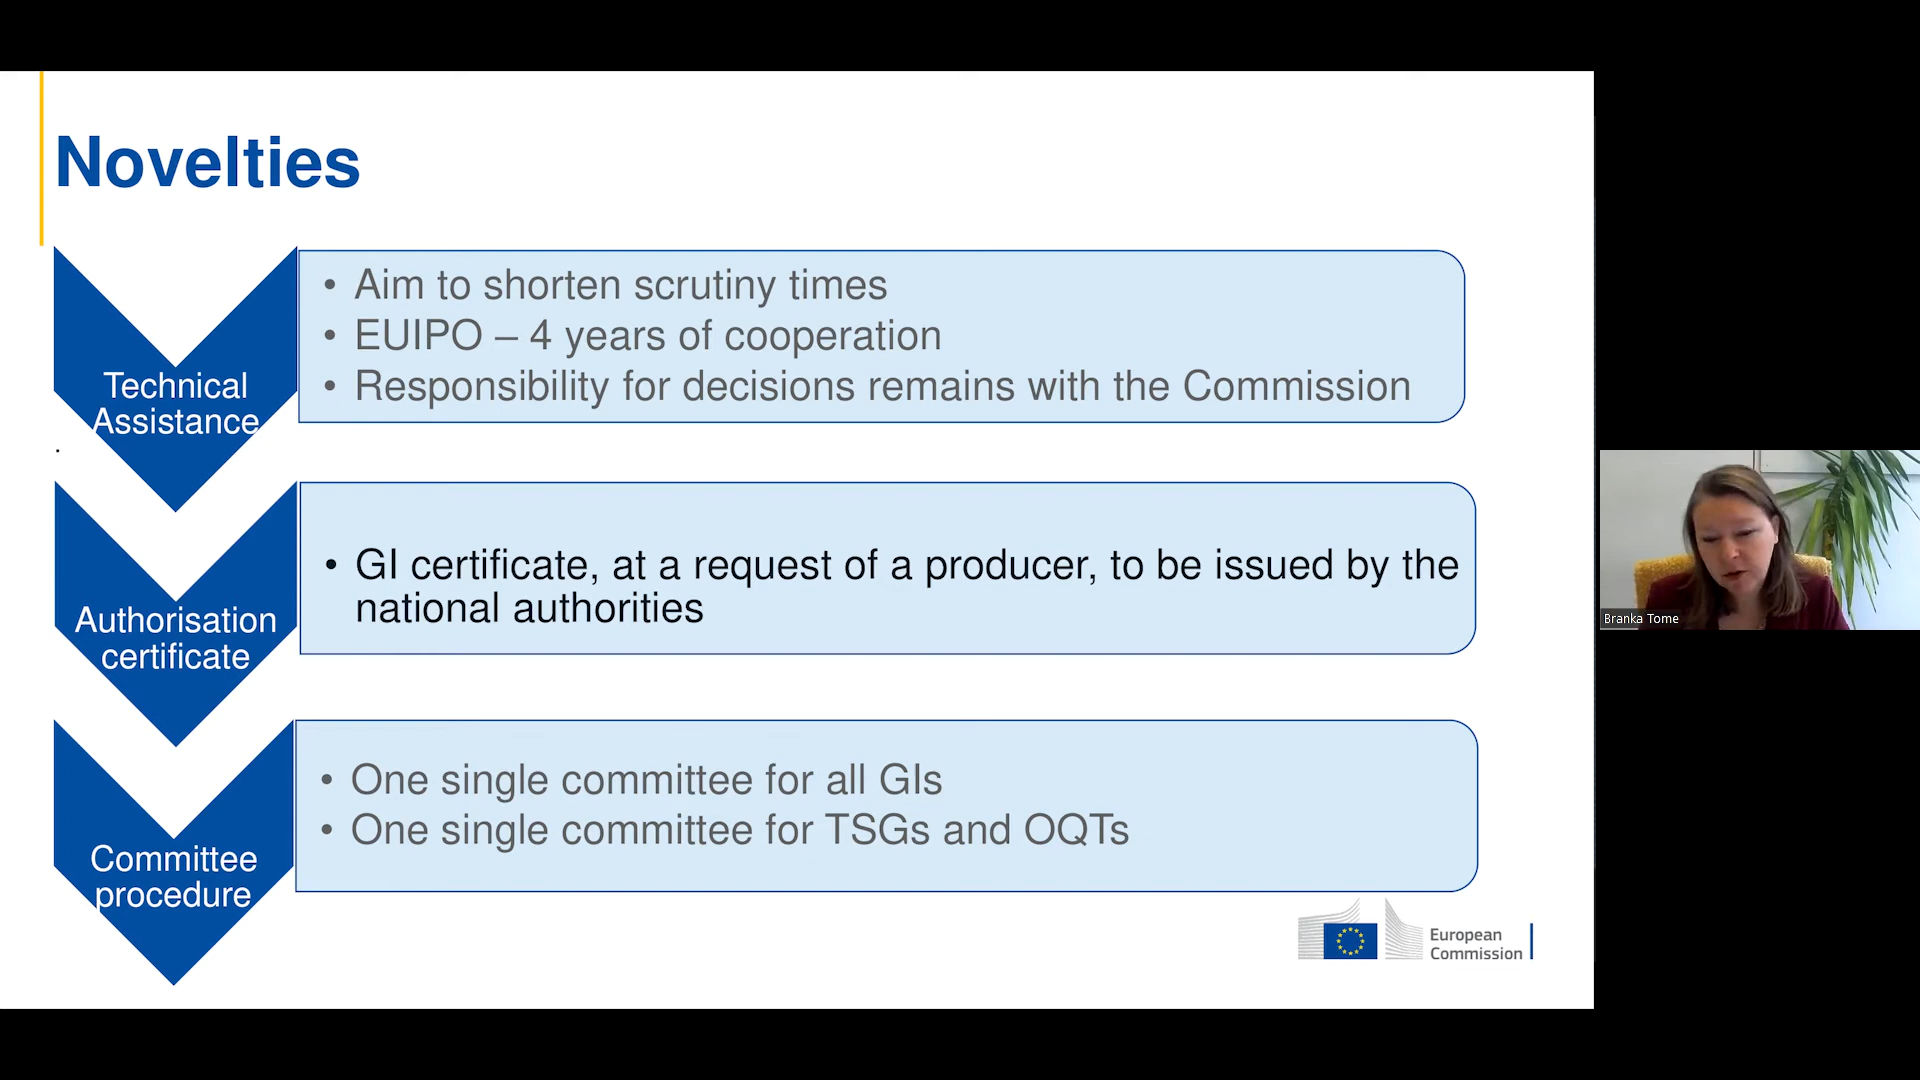 Novelties
Technical
Assistance
• Aim to shorten scrutiny times
• EUIPO – 4 years of cooperation
• Responsibility for decisions remains with the Commission
.
Authorisation
certificate
• GI certificate, at a request of a producer, to be issued by the
national authorities
Committee
procedure
• One single committee for all GIs
• One single committee for TSGs and OQTs
European
Commission
Branka Tome